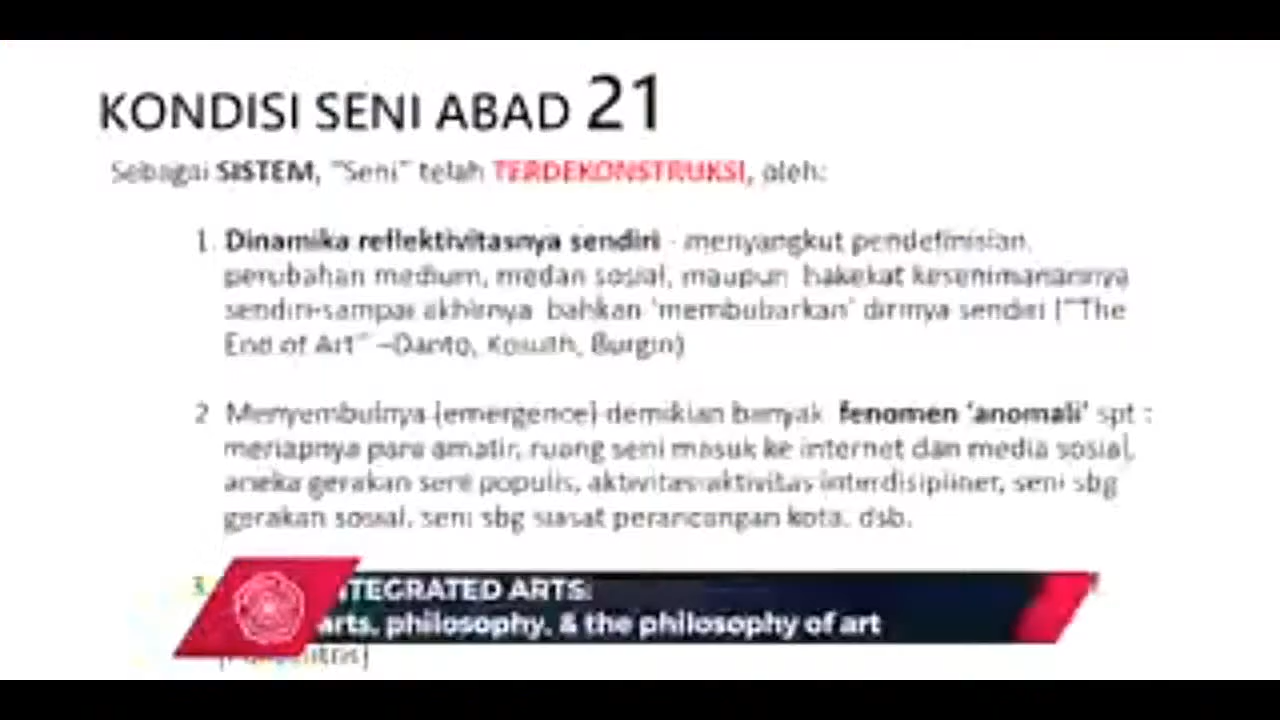 KONDISI SENI ABAD 21
Sebagai SISTEM, "Seni" telah TERDEKONSTRUKSI, oleh:
1. Dinamika reflektivitasnya sendiri - menyangkut pendefinisian,
perubahan medium, medan sosial, maupun hakekat kesenimanannya
sendiri-sampai akhirnya bahkan 'membubarkan' dirinya sendiri ("The
End of Art" –Danto, Kosuth, Burgin)
2 Menyembulnya (emergence) demikian banyak fenomen 'anomali' spt :
meriapnya para amatir, ruang seni masuk ke internet dan media sosial,
aneka gerakan seni populis, aktivitas-aktivitas interdisipliner, seni sbg
gerakan sosial, seni sbg siasat perancangan kota, dsb.
3.
INTEGRATED ARTS:
arts, philosophy, & the philosophy of art